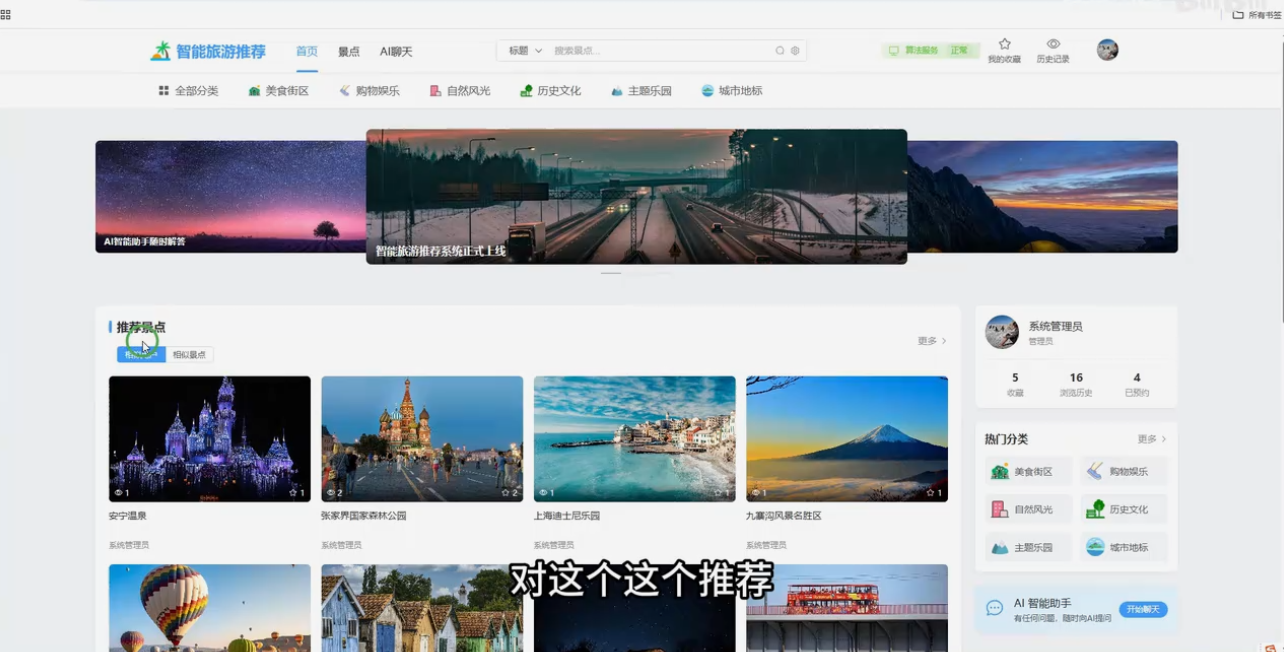 所有书签
智能旅游推荐
首页
景点
AI聊天
标题
搜索景点...
算法服务
正常
我的收藏
历史记录
全部分类
美食街区
购物娱乐
自然风光
历史文化
主题乐园
城市地标
AI智能助手随时解答
智能旅游推荐系统正式上线
推荐景点
更多 >
相似景点
系统管理员
管理员
5
16
4
收藏
浏览历史
已预约
热门分类
更多 >
美食街区
购物娱乐
自然风光
历史文化
主题乐园
城市地标
1
1
2
2
1
1
1
1
安宁温泉
张家界国家森林公园
上海迪士尼乐园
九寨沟风景名胜区
系统管理员
系统管理员
系统管理员
系统管理员
对这个这个推荐
AI 智能助手
有任何问题，随时向AI提问
开始聊天